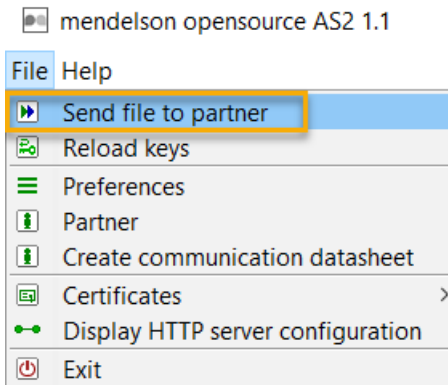 mendelson opensource AS2 1.1
File Help
Send file to partner
Reload keys
Preferences
Partner
Create communication datasheet
Certificates
Display HTTP server configuration
Exit